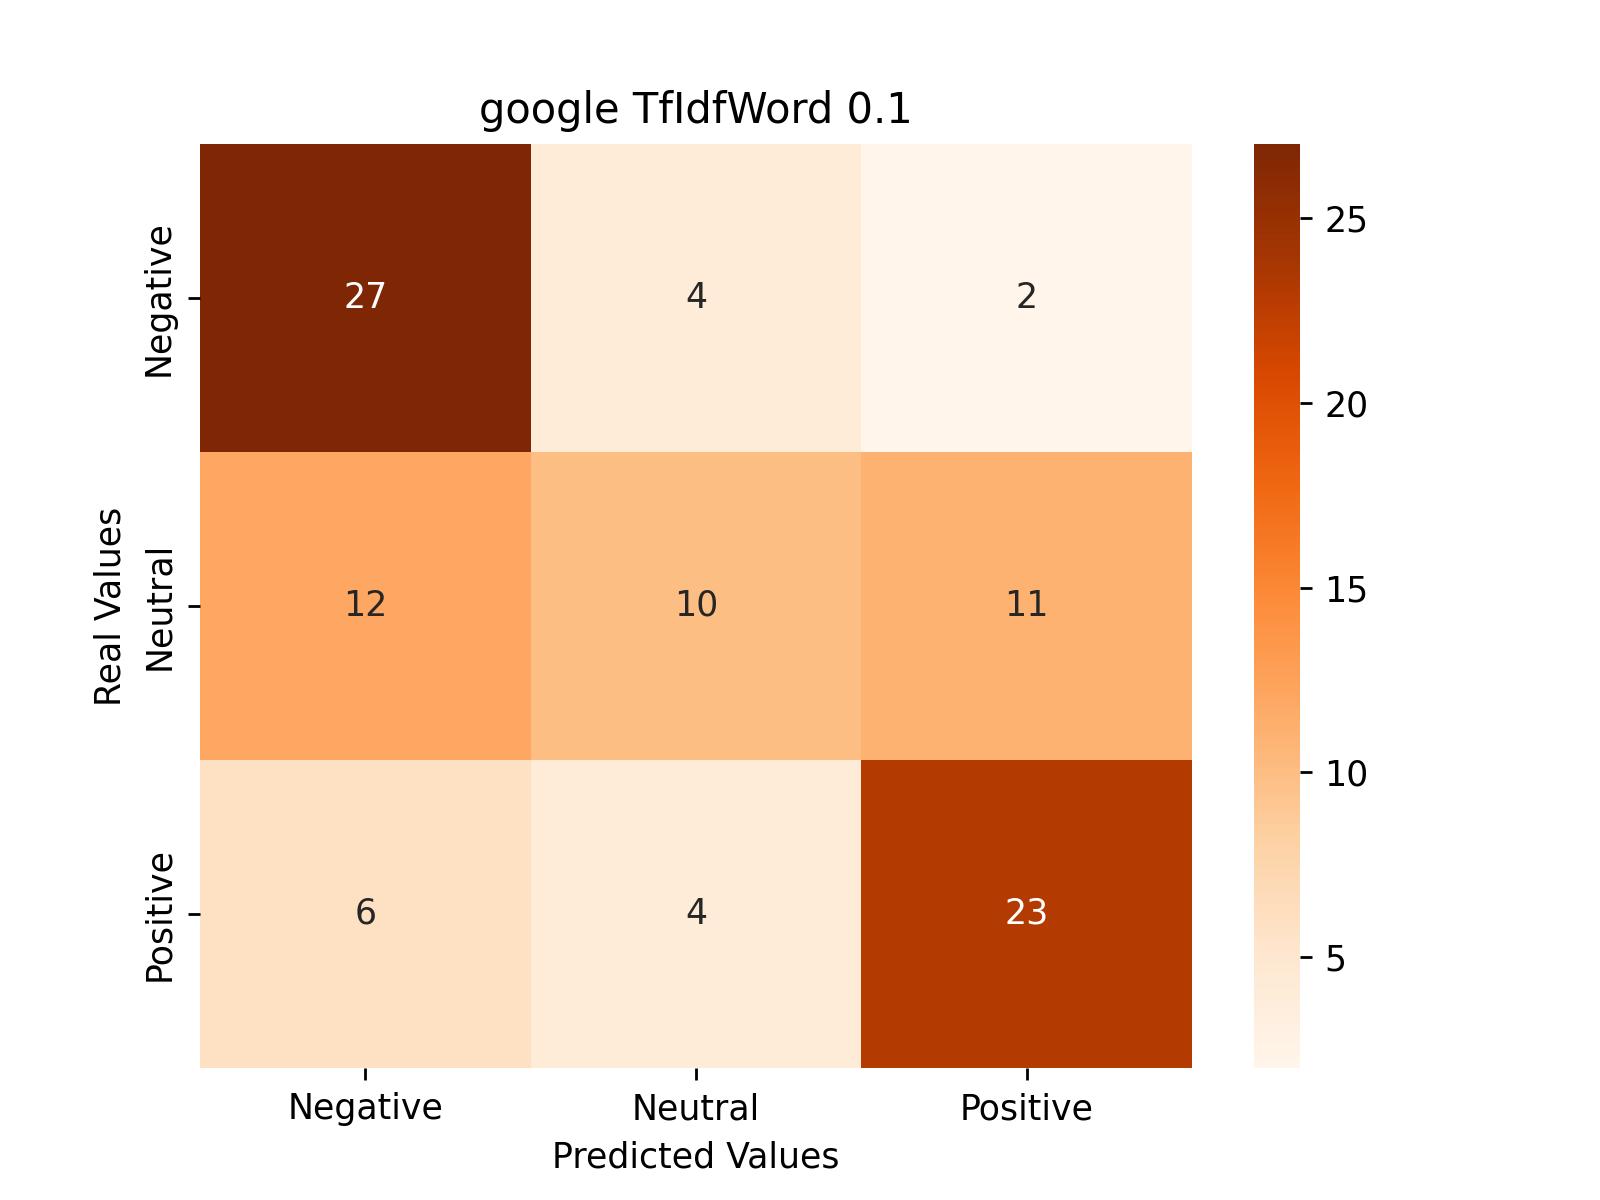 google TfIdfWord 0.1
Real Values
Negative
27 4 2
Neutral
12 10 11
Positive
6 4 23
Negative Neutral Positive
Predicted Values
25
20
15
10
5